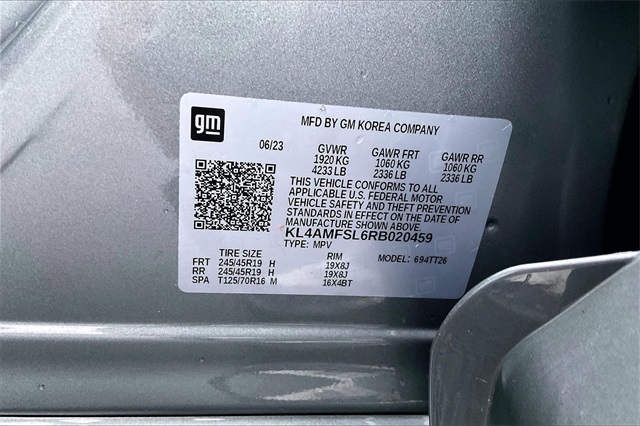 gm
MFD BY GM KOREA COMPANY
06/23 GVWR GAWR FRT GAWR RR
1920 KG 1060 KG 1060 KG
4233 LB 2336 LB 2336 LB
THIS VEHICLE CONFORMS TO ALL
APPLICABLE U.S. FEDERAL MOTOR
VEHICLE SAFETY AND THEFT PREVENTION
STANDARDS IN EFFECT ON THE DATE OF
MANUFACTURE SHOWN ABOVE.
KL4AMFSL6RB020459
TYPE: MPV MODEL: 694TT26
TIRE SIZE RIM
FRT 245/45R19 H 19X8J
RR 245/45R19 H 19X8J
SPA T125/70R16 M 16X4BT